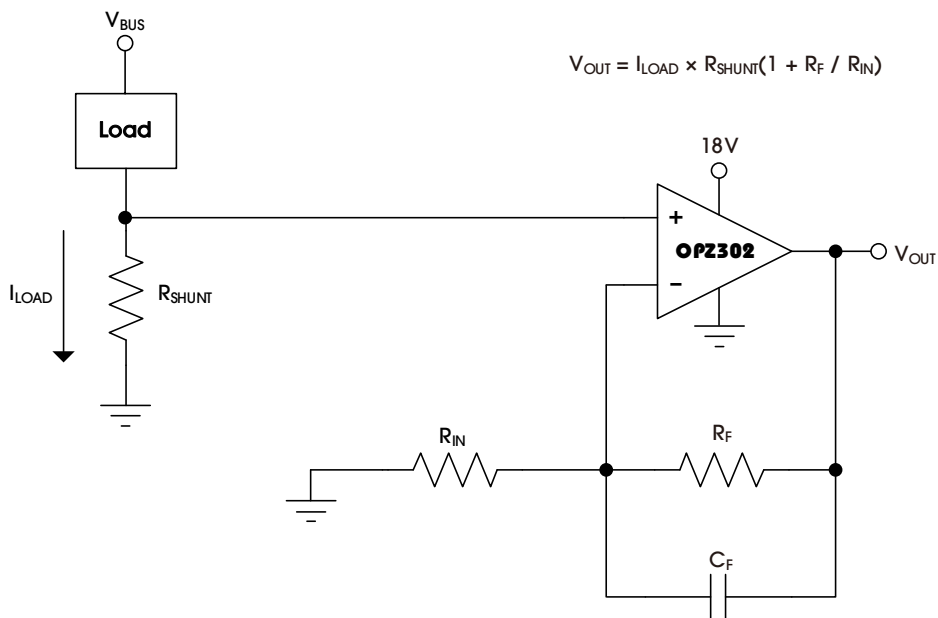 V_BUS
V_OUT = I_LOAD × R_SHUNT(1 + R_F / R_IN)
Load
18V
+
OPZ302
−
V_OUT
I_LOAD
R_SHUNT
R_IN
R_F
C_F